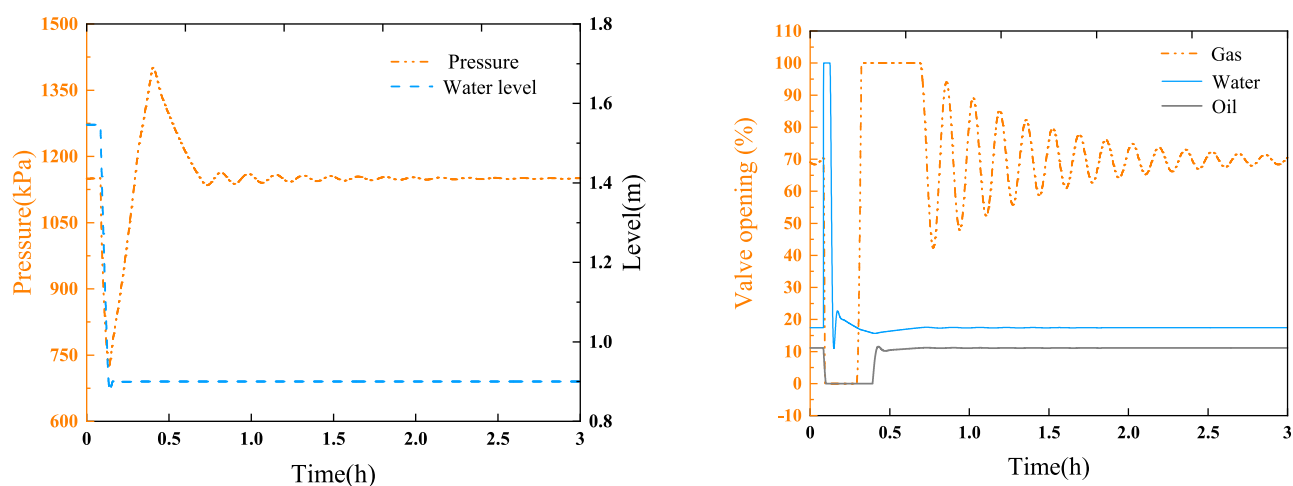 1500
1350
1200
1050
900
750
600
Pressure(kPa)
1.8
1.6
1.4
1.2
1.0
0.8
Level(m)
Pressure
Water level
0 0.5 1.0 1.5 2.0 2.5 3
Time(h)
110
100
90
80
70
60
50
40
30
20
10
0
-10
Valve opening (%)
Gas
Water
Oil
0 0.5 1.0 1.5 2.0 2.5 3
Time(h)